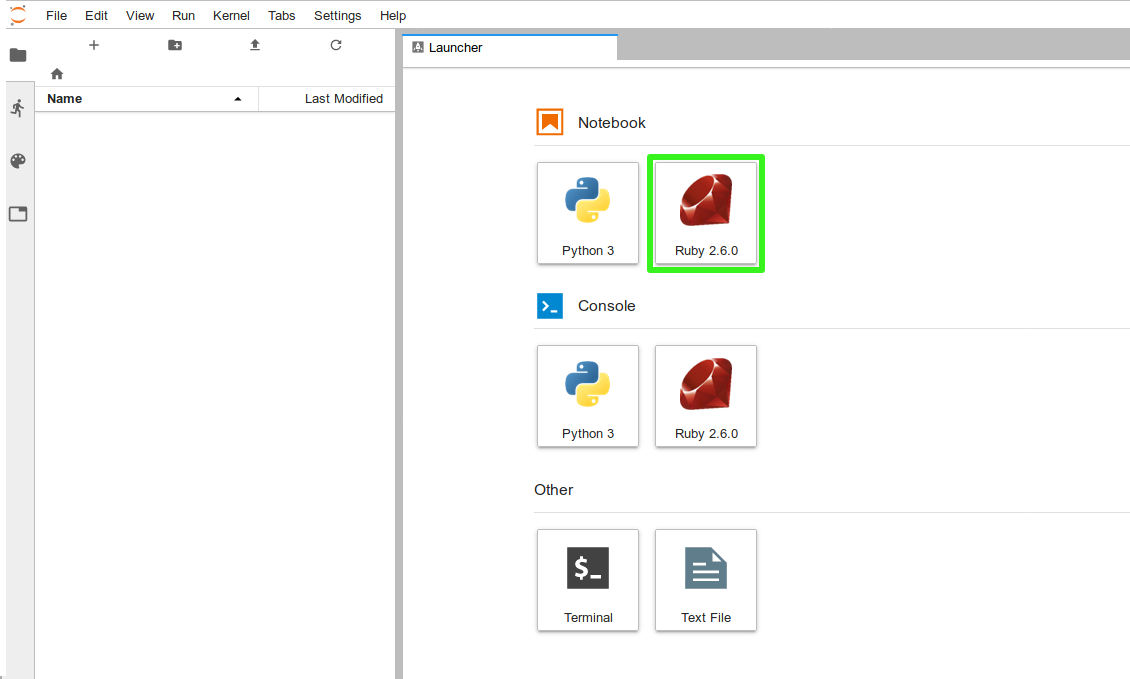 File Edit View Run Kernel Tabs Settings Help
Launcher
Name Last Modified
Notebook
Python 3 Ruby 2.6.0
Console
Python 3 Ruby 2.6.0
Other
$_
Terminal Text File